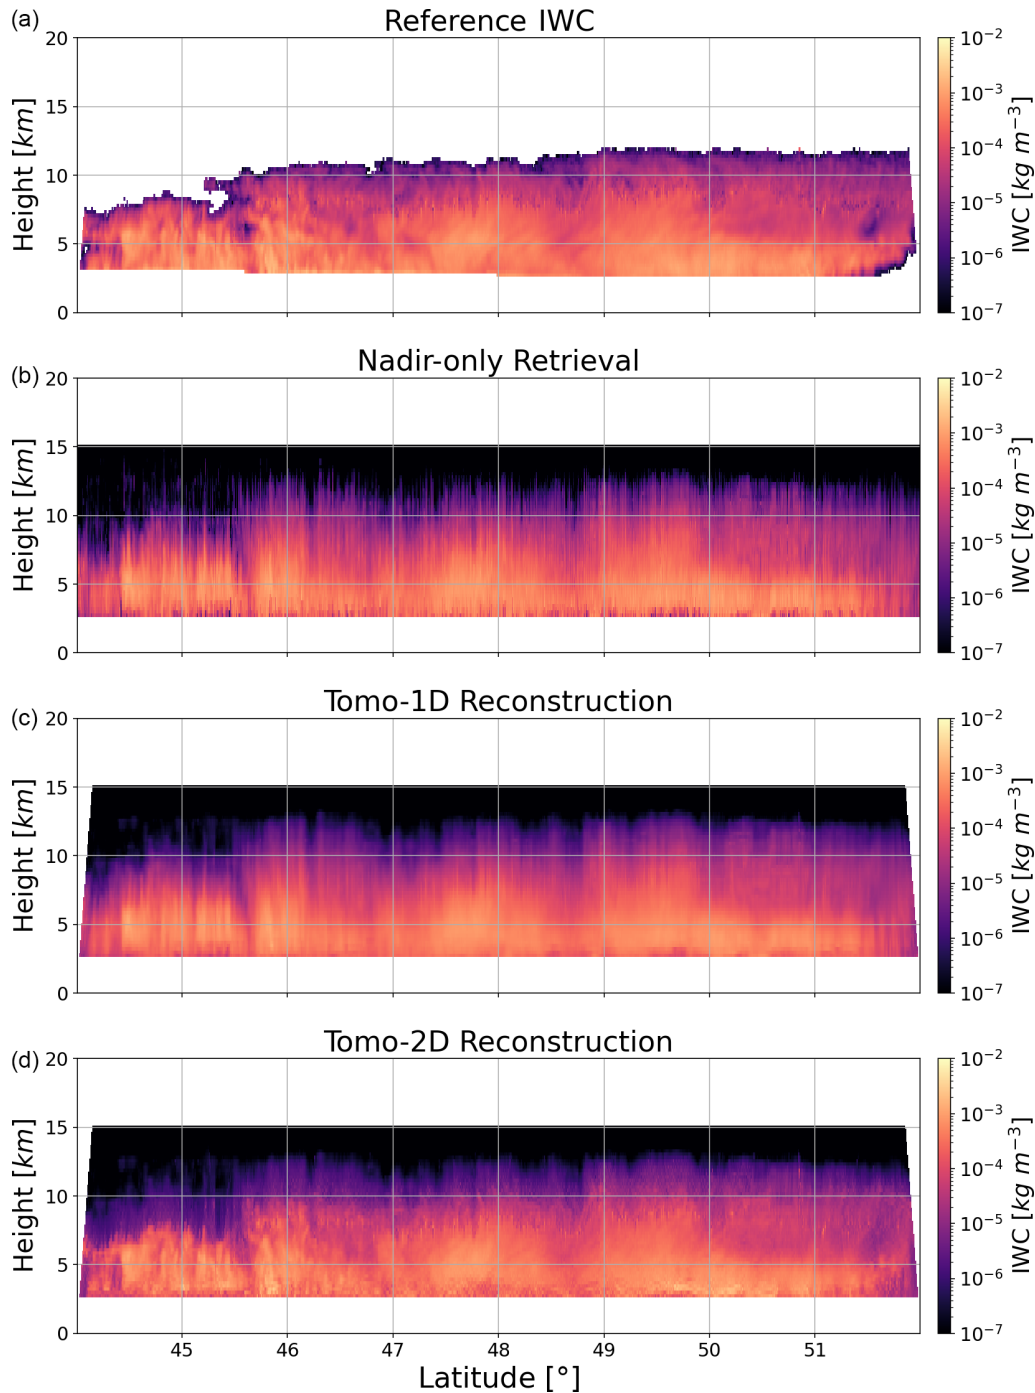 (a)
Reference IWC
20
15
10
5
0
Height [km]
10−2
10−3
10−4
10−5
10−6
10−7
IWC [kg m−3]
(b)
Nadir-only Retrieval
20
15
10
5
0
Height [km]
10−2
10−3
10−4
10−5
10−6
10−7
IWC [kg m−3]
(c)
Tomo-1D Reconstruction
20
15
10
5
0
Height [km]
10−2
10−3
10−4
10−5
10−6
10−7
IWC [kg m−3]
(d)
Tomo-2D Reconstruction
20
15
10
5
0
Height [km]
10−2
10−3
10−4
10−5
10−6
10−7
IWC [kg m−3]
45 46 47 48 49 50 51
Latitude [°]